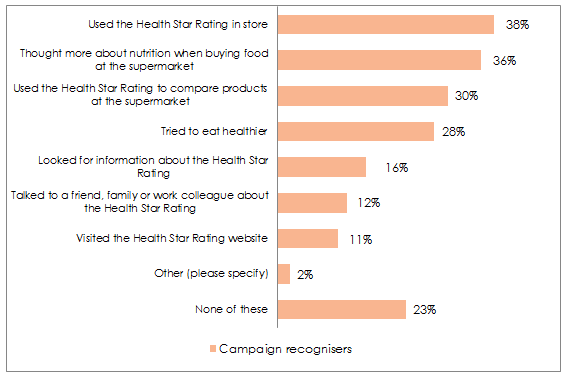 Used the Health Star Rating in store
38%
Thought more about nutrition when buying food
at the supermarket
36%
Used the Health Star Rating to compare products
at the supermarket
30%
Tried to eat healthier
28%
Looked for information about the Health Star
Rating
16%
Talked to a friend, family or work colleague about
the Health Star Rating
12%
Visited the Health Star Rating website
11%
Other (please specify)
2%
None of these
23%
Campaign recognisers